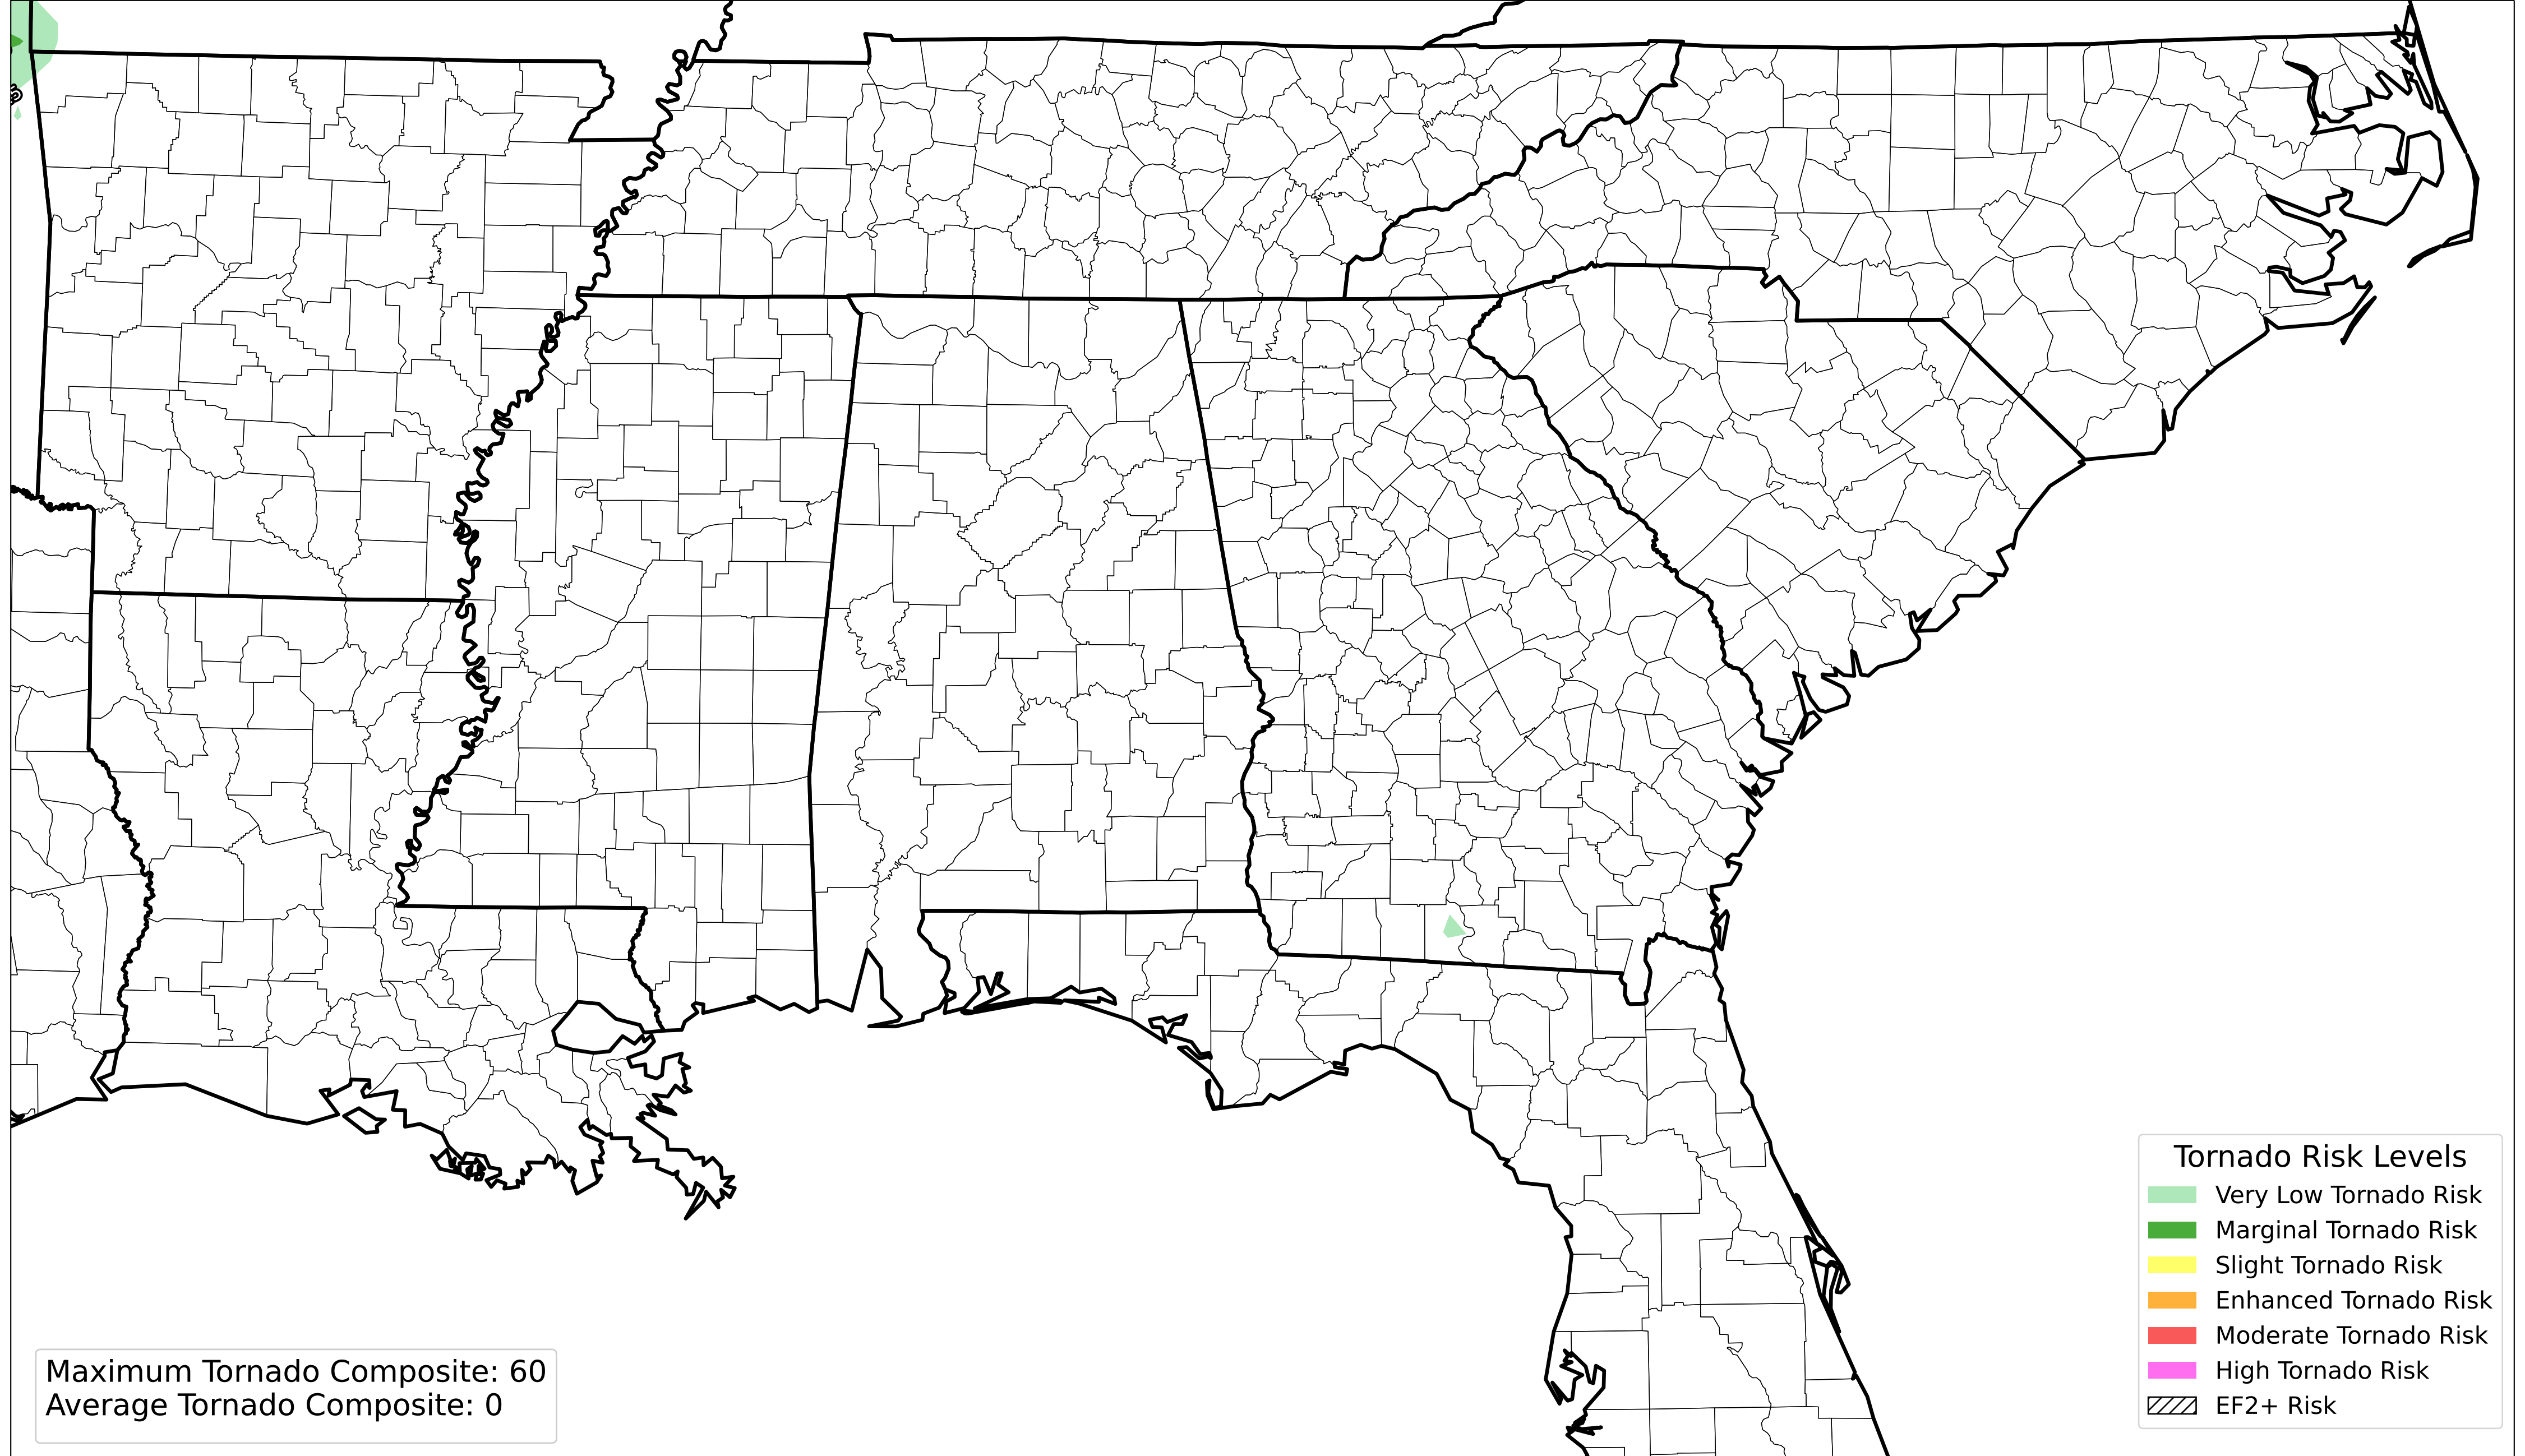 Tornado Risk Levels
Very Low Tornado Risk
Marginal Tornado Risk
Slight Tornado Risk
Enhanced Tornado Risk
Moderate Tornado Risk
High Tornado Risk
EF2+ Risk
Maximum Tornado Composite: 60
Average Tornado Composite: 0